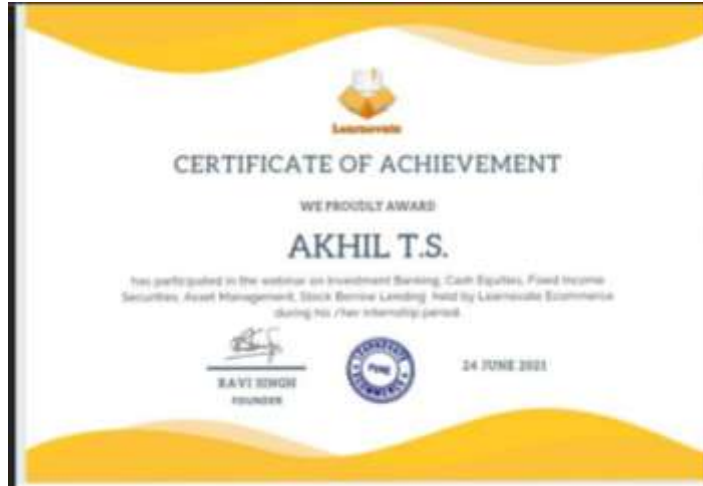 Learnovate
CERTIFICATE OF ACHIEVEMENT
WE PROUDLY AWARD
AKHIL T.S.
has participated in the webinar on Investment Banking, Cash Equities, Fixed Income
Securities, Asset Management, Stock Borrow Lending held by Learnovate Ecommerce
during his /her internship period.
RAVI SINGH
FOUNDER
LEARNOVATE
ECOMMERCE
24 JUNE 2021